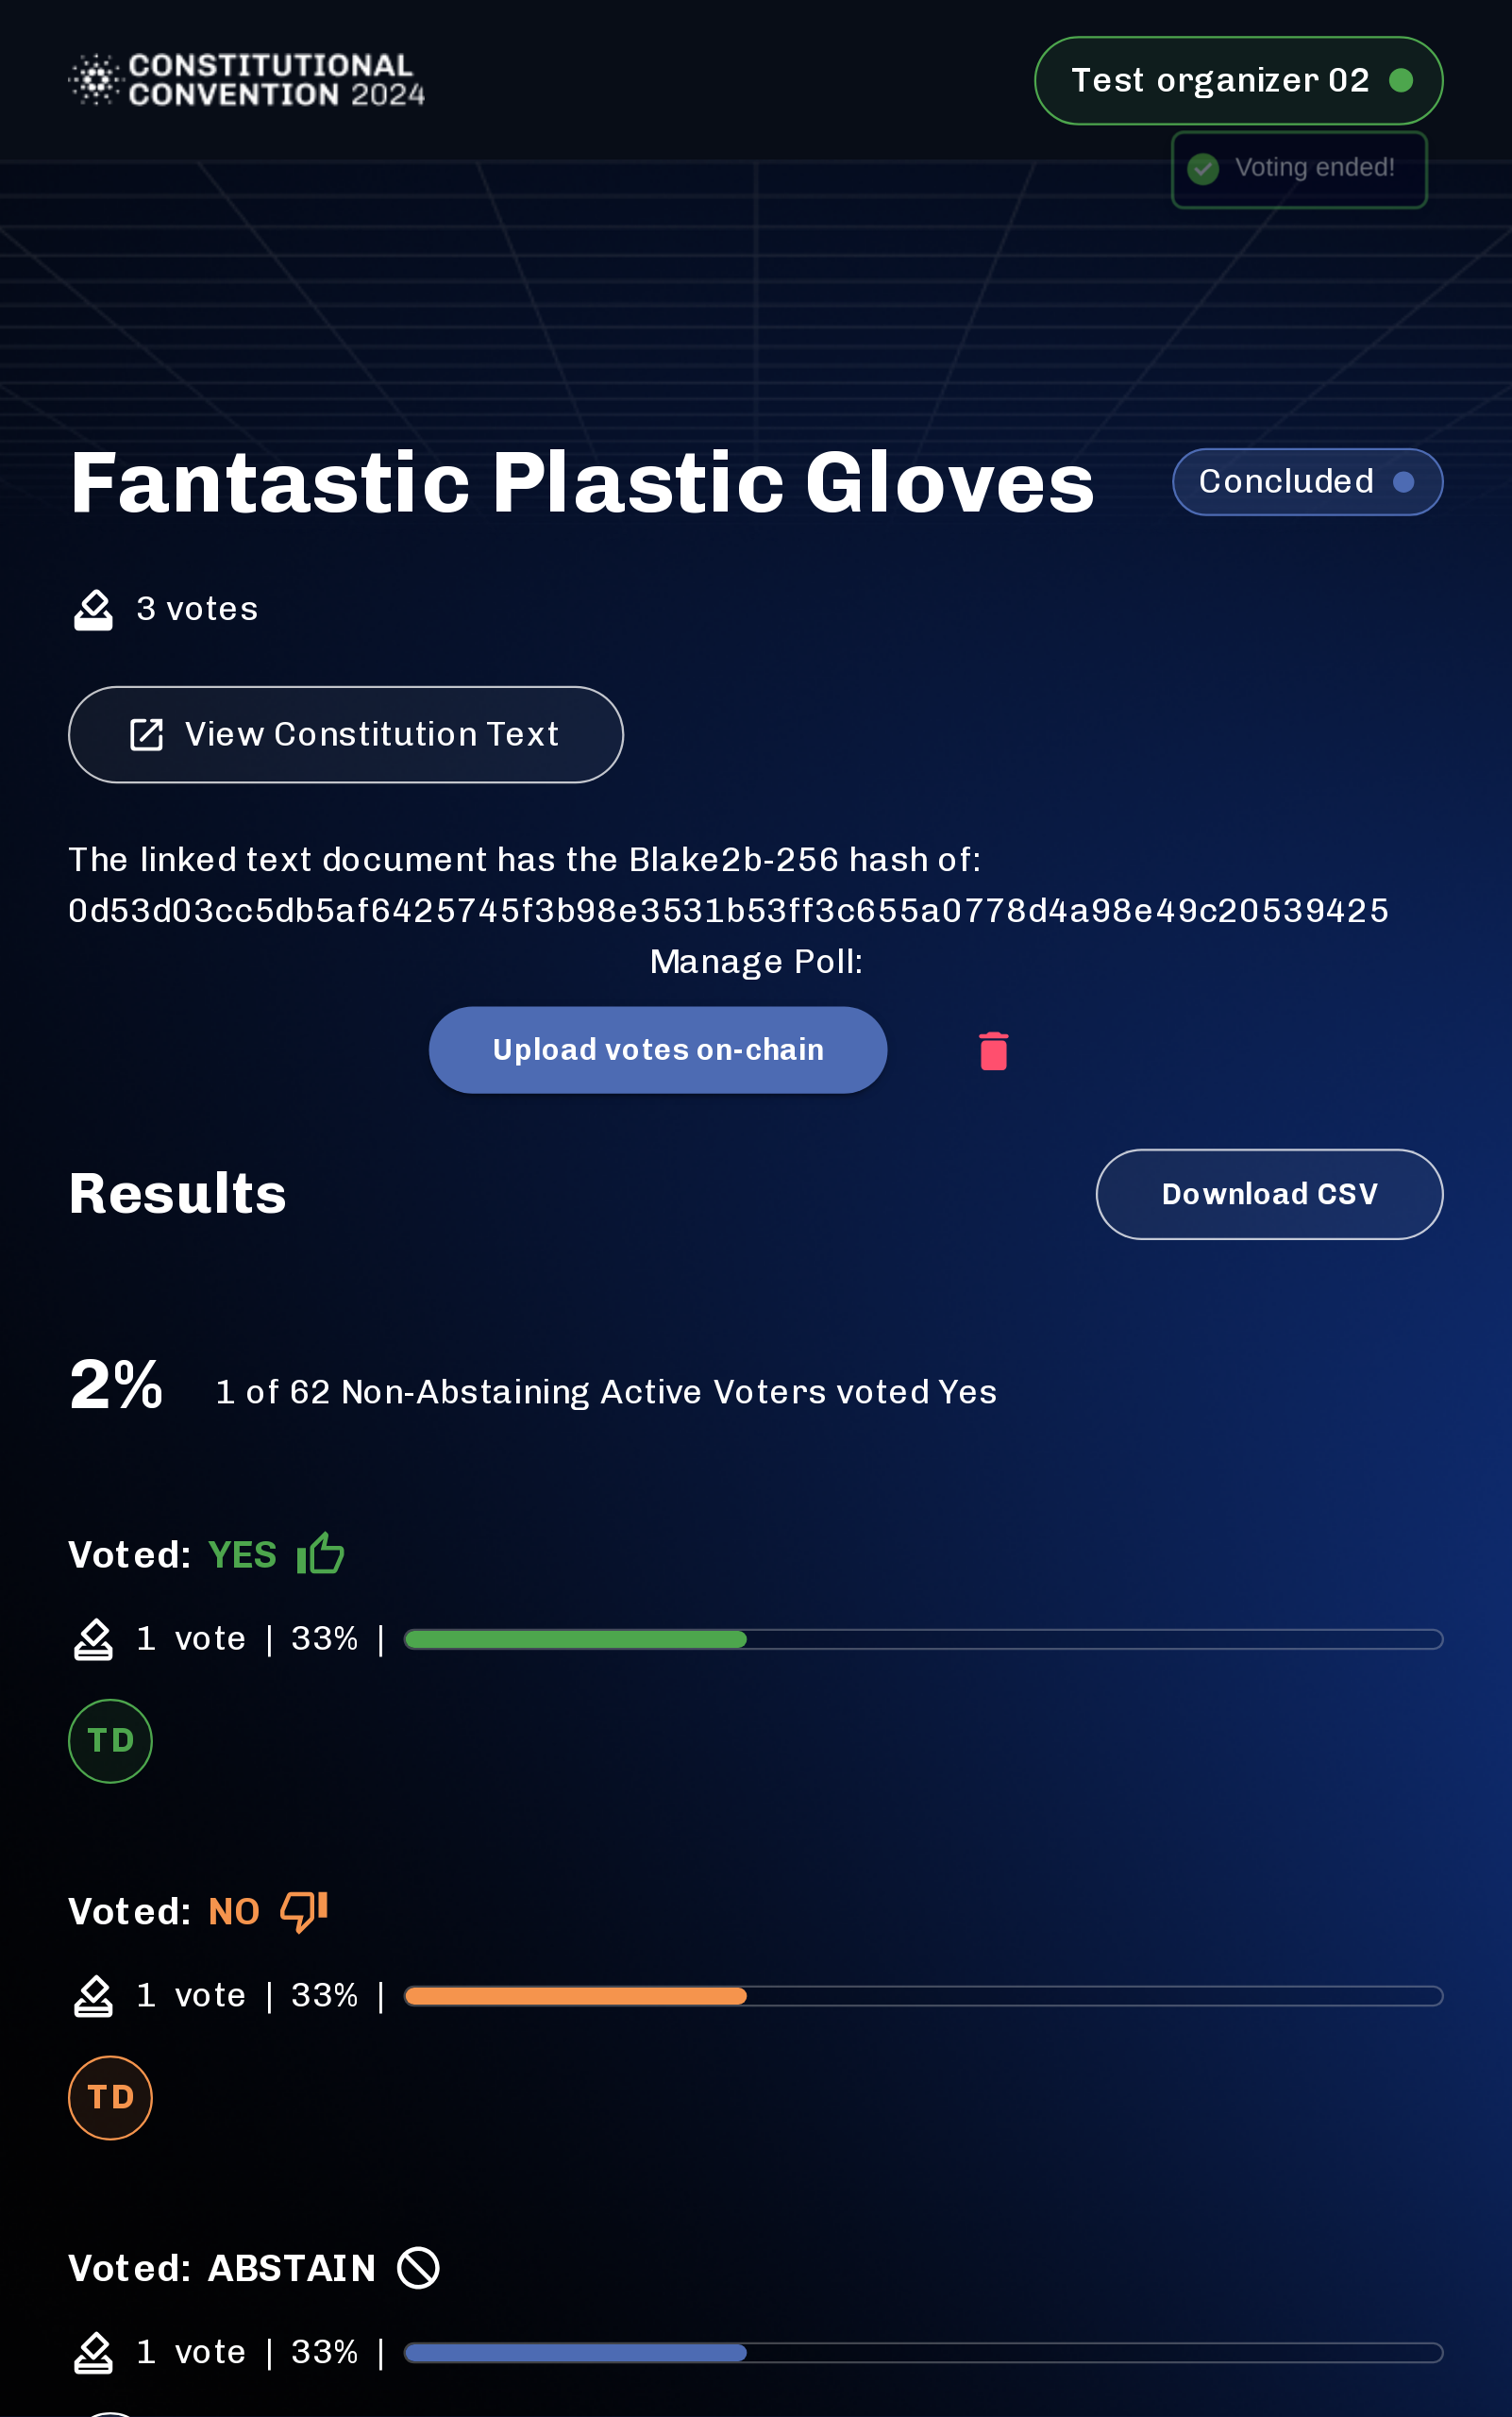 CONSTITUTIONAL
CONVENTION 2024
Test organizer 02
Voting ended!
Fantastic Plastic Gloves
Concluded
3 votes
View Constitution Text
The linked text document has the Blake2b-256 hash of:
0d53d03cc5db5af6425745f3b98e3531b53ff3c655a0778d4a98e49c20539425
Manage Poll:
Upload votes on-chain
Results
Download CSV
2%
1 of 62 Non-Abstaining Active Voters voted Yes
Voted: YES
1 vote | 33% |
TD
Voted: NO
1 vote | 33% |
TD
Voted: ABSTAIN
1 vote | 33% |